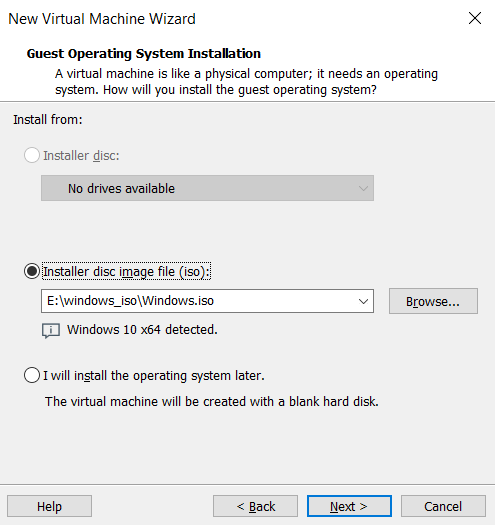 New Virtual Machine Wizard
Guest Operating System Installation
A virtual machine is like a physical computer; it needs an operating
system. How will you install the guest operating system?
Install from:
Installer disc:
No drives available
Installer disc image file (iso):
E:\windows_iso\Windows.iso
Browse...
Windows 10 x64 detected.
I will install the operating system later.
The virtual machine will be created with a blank hard disk.
Help
< Back
Next >
Cancel